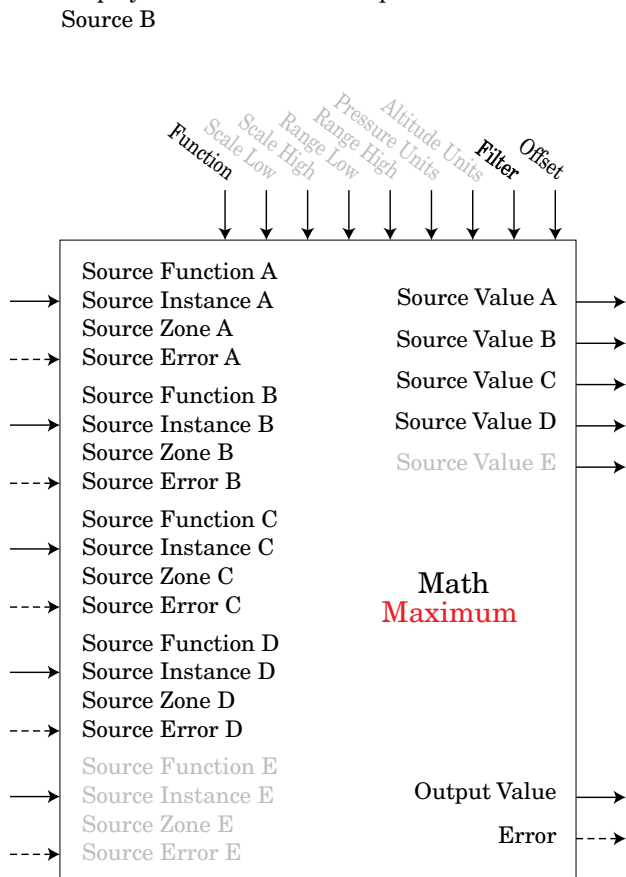 Source B
Function
Scale Low
Scale High
Range Low
Range High
Pressure Units
Altitude Units
Filter
Offset
Source Function A
Source Instance A
Source Zone A
Source Error A
Source Function B
Source Instance B
Source Zone B
Source Error B
Source Function C
Source Instance C
Source Zone C
Source Error C
Source Function D
Source Instance D
Source Zone D
Source Error D
Source Function E
Source Instance E
Source Zone E
Source Error E
Source Value A
Source Value B
Source Value C
Source Value D
Source Value E
Math
Maximum
Output Value
Error